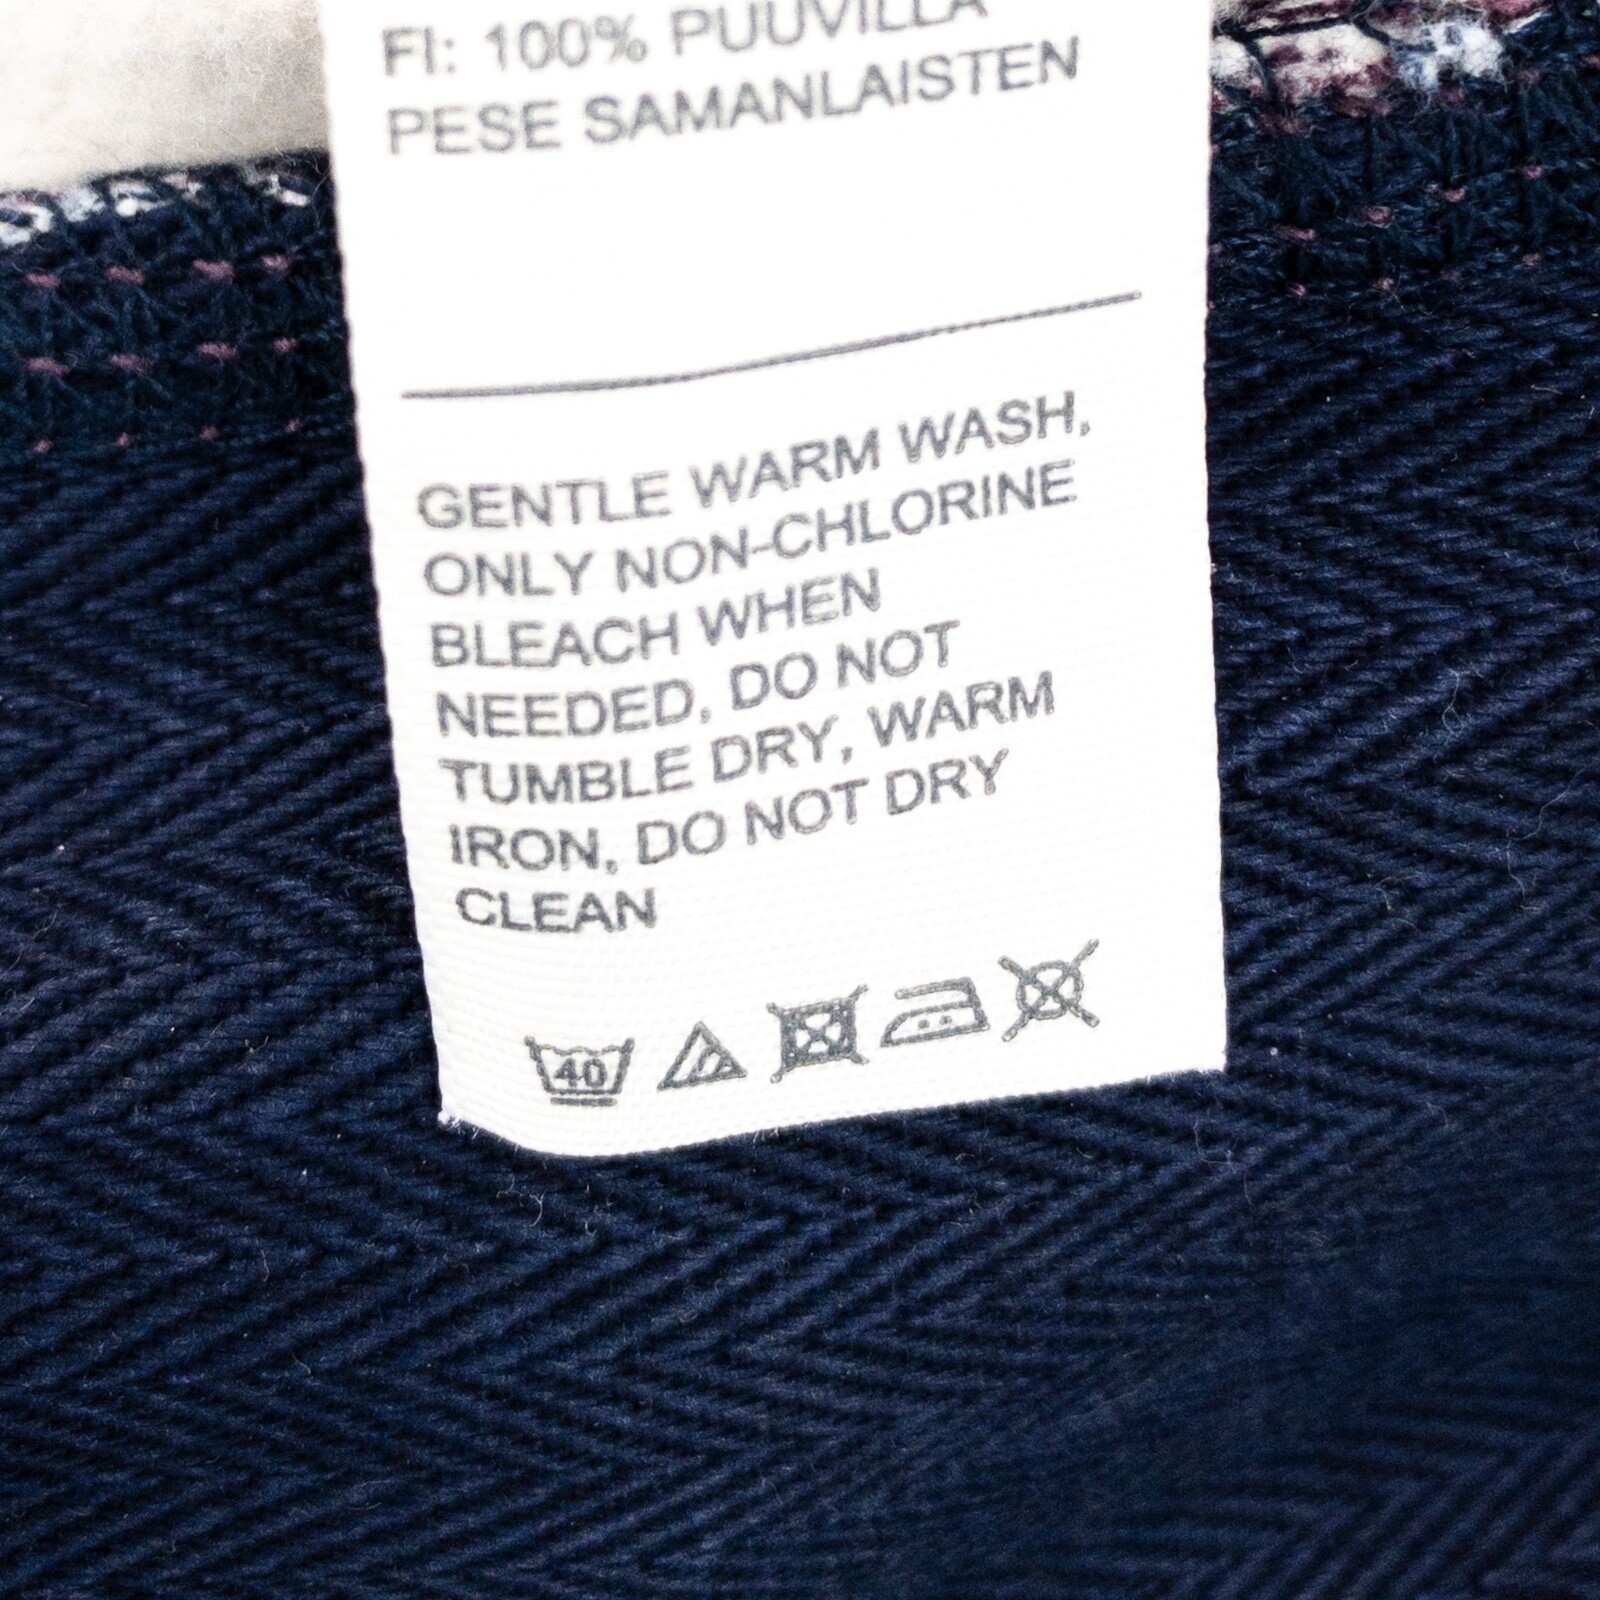 FI: 100% PUUVILLA
PESE SAMANLAISTEN
GENTLE WARM WASH,
ONLY NON-CHLORINE
BLEACH WHEN
NEEDED, DO NOT
TUMBLE DRY, WARM
IRON, DO NOT DRY
CLEAN
40